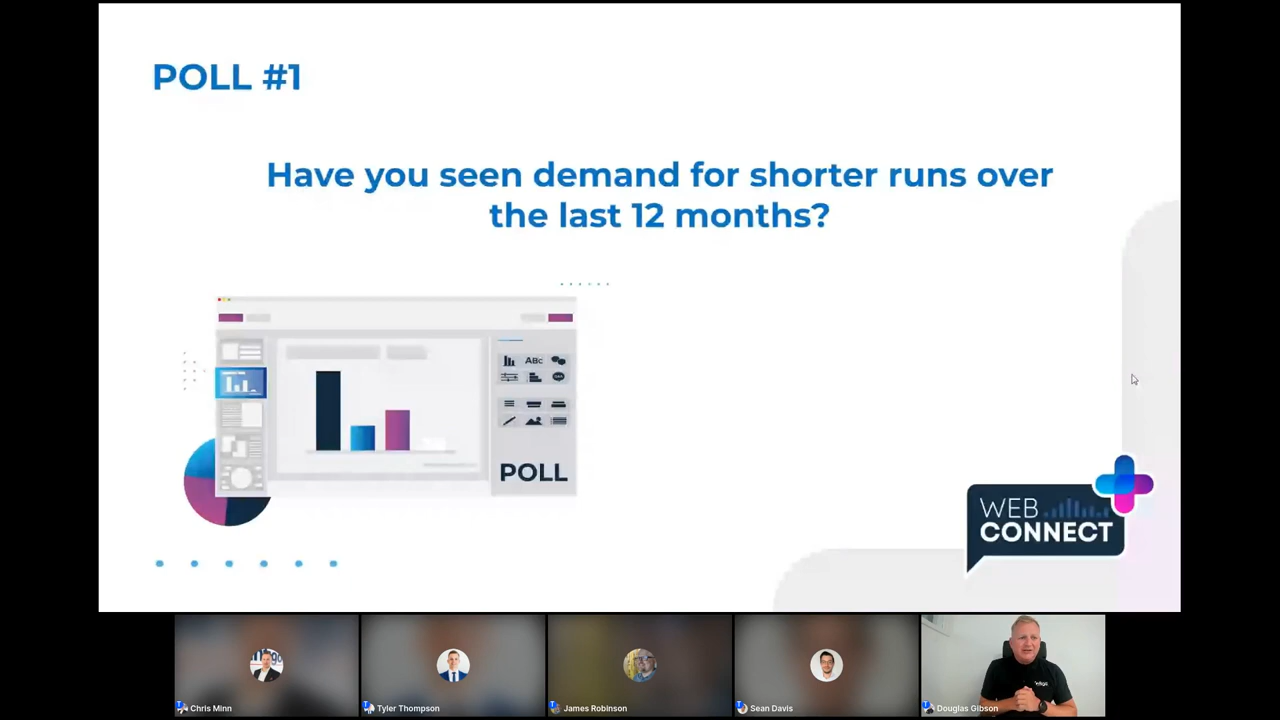 POLL #1
Have you seen demand for shorter runs over
the last 12 months?
ABC
POLL
WEB
CONNECT
Chris Minn
Tyler Thompson
James Robinson
Sean Davis
Douglas Gibson